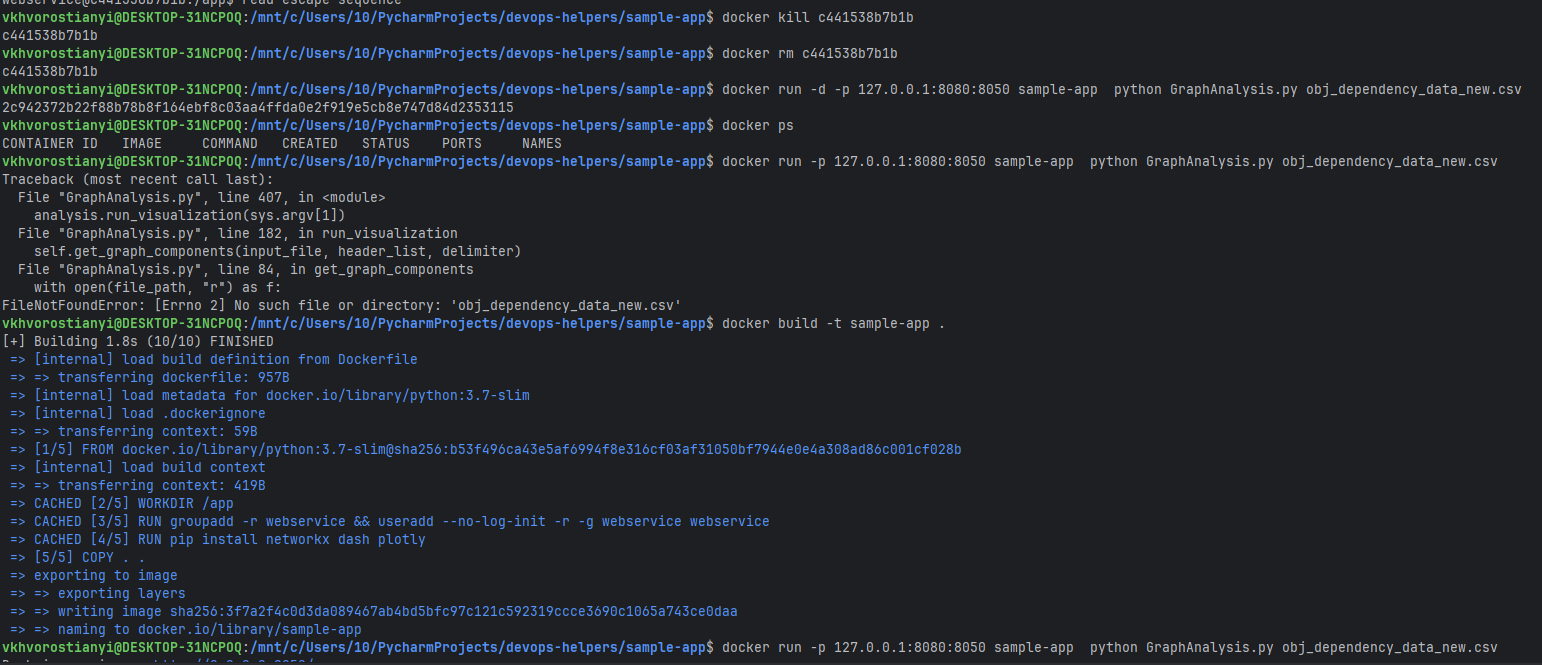 webservice@c441538b7b1b:/app$ read escape sequence
vkhvorostianyi@DESKTOP-31NCPOQ:/mnt/c/Users/10/PycharmProjects/devops-helpers/sample-app$ docker kill c441538b7b1b
c441538b7b1b
vkhvorostianyi@DESKTOP-31NCPOQ:/mnt/c/Users/10/PycharmProjects/devops-helpers/sample-app$ docker rm c441538b7b1b
c441538b7b1b
vkhvorostianyi@DESKTOP-31NCPOQ:/mnt/c/Users/10/PycharmProjects/devops-helpers/sample-app$ docker run -d -p 127.0.0.1:8080:8050 sample-app  python GraphAnalysis.py obj_dependency_data_new.csv
2c942372b22f88b78b8f164ebf8c03aa4ffda0e2f919e5cb8e747d84d2353115
vkhvorostianyi@DESKTOP-31NCPOQ:/mnt/c/Users/10/PycharmProjects/devops-helpers/sample-app$ docker ps
CONTAINER ID   IMAGE     COMMAND   CREATED   STATUS    PORTS     NAMES
vkhvorostianyi@DESKTOP-31NCPOQ:/mnt/c/Users/10/PycharmProjects/devops-helpers/sample-app$ docker run -p 127.0.0.1:8080:8050 sample-app  python GraphAnalysis.py obj_dependency_data_new.csv
Traceback (most recent call last):
  File "GraphAnalysis.py", line 407, in <module>
    analysis.run_visualization(sys.argv[1])
  File "GraphAnalysis.py", line 182, in run_visualization
    self.get_graph_components(input_file, header_list, delimiter)
  File "GraphAnalysis.py", line 84, in get_graph_components
    with open(file_path, "r") as f:
FileNotFoundError: [Errno 2] No such file or directory: 'obj_dependency_data_new.csv'
vkhvorostianyi@DESKTOP-31NCPOQ:/mnt/c/Users/10/PycharmProjects/devops-helpers/sample-app$ docker build -t sample-app .
[+] Building 1.8s (10/10) FINISHED
 => [internal] load build definition from Dockerfile
 => => transferring dockerfile: 957B
 => [internal] load metadata for docker.io/library/python:3.7-slim
 => [internal] load .dockerignore
 => => transferring context: 59B
 => [1/5] FROM docker.io/library/python:3.7-slim@sha256:b53f496ca43e5af6994f8e316cf03af31050bf7944e0e4a308ad86c001cf028b
 => [internal] load build context
 => => transferring context: 419B
 => CACHED [2/5] WORKDIR /app
 => CACHED [3/5] RUN groupadd -r webservice && useradd --no-log-init -r -g webservice webservice
 => CACHED [4/5] RUN pip install networkx dash plotly
 => [5/5] COPY . .
 => exporting to image
 => => exporting layers
 => => writing image sha256:3f7a2f4c0d3da089467ab4bd5bfc97c121c592319ccce3690c1065a743ce0daa
 => => naming to docker.io/library/sample-app
vkhvorostianyi@DESKTOP-31NCPOQ:/mnt/c/Users/10/PycharmProjects/devops-helpers/sample-app$ docker run -p 127.0.0.1:8080:8050 sample-app  python GraphAnalysis.py obj_dependency_data_new.csv